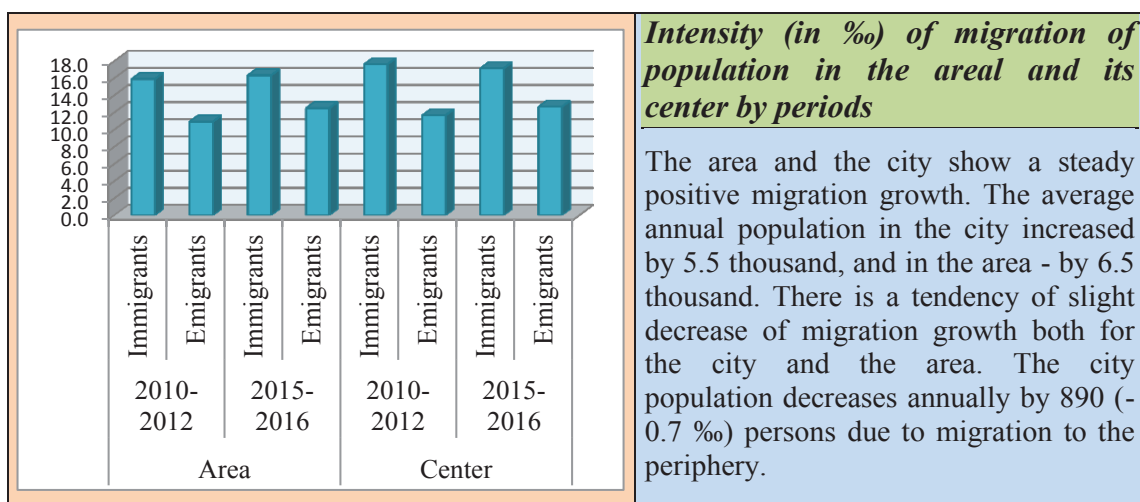 18.0
16.0
14.0
12.0
10.0
8.0
6.0
4.0
2.0
0.0
Immigrants
Emigrants
Immigrants
Emigrants
Immigrants
Emigrants
Immigrants
Emigrants
2010-
2012
2015-
2016
2010-
2012
2015-
2016
Area
Center
Intensity (in ‰) of migration of
population in the areal and its
center by periods
The area and the city show a steady
positive migration growth. The average
annual population in the city increased
by 5.5 thousand, and in the area - by 6.5
thousand. There is a tendency of slight
decrease of migration growth both for
the city and the area. The city
population decreases annually by 890 (-
0.7 ‰) persons due to migration to the
periphery.